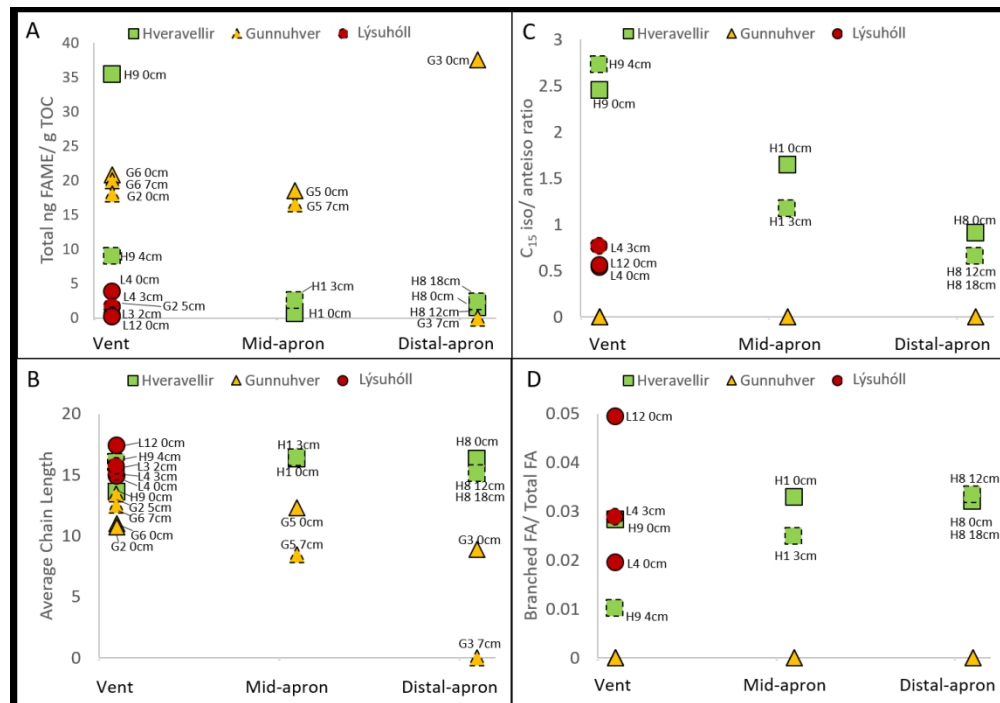 A
Hveravellir Gunnuhver Lýsuhóll
Total ng FAME/ g TOC
40
35
30
25
20
15
10
5
0
H9 0cm
G3 0cm
G6 0cm
G6 7cm
G2 0cm
G5 0cm
G5 7cm
H9 4cm
L4 0cm
L4 3cm
G2 5cm
L3 2cm
L12 0cm
H1 3cm
H1 0cm
H8 18cm
H8 0cm
H8 12cm
G3 7cm
Vent Mid-apron Distal-apron
C
Hveravellir Gunnuhver Lýsuhóll
C15 iso/ anteiso ratio
3
2.5
2
1.5
1
0.5
0
H9 4cm
H9 0cm
H1 0cm
H1 3cm
H8 0cm
H8 12cm
H8 18cm
L4 3cm
L12 0cm
L4 0cm
Vent Mid-apron Distal-apron
B
Hveravellir Gunnuhver Lýsuhóll
Average Chain Length
20
15
10
5
0
L12 0cm
H9 4cm
L3 2cm
L4 3cm
L4 0cm
H9 0cm
G2 5cm
G6 7cm
G6 0cm
G2 0cm
H1 3cm
H1 0cm
G5 0cm
G5 7cm
H8 0cm
H8 12cm
H8 18cm
G3 0cm
G3 7cm
Vent Mid-apron Distal-apron
D
Hveravellir Gunnuhver Lýsuhóll
Branched FA/ Total FA
0.05
0.04
0.03
0.02
0.01
0
L12 0cm
L4 3cm
H9 0cm
L4 0cm
H9 4cm
H1 0cm
H1 3cm
H8 12cm
H8 0cm
H8 18cm
Vent Mid-apron Distal-apron